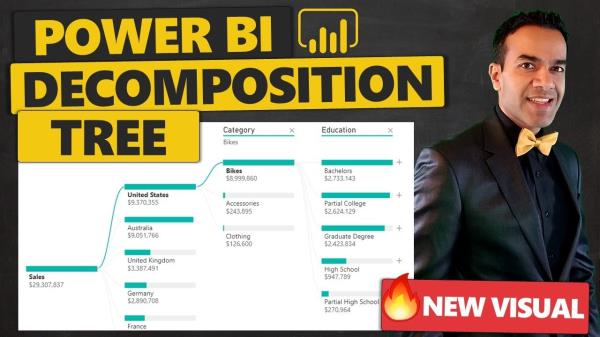 POWER BI
DECOMPOSITION
TREE
Category ×
Bikes
Education ×
Sales
$29,307,837
United States
$9,370,355
Australia
$9,051,766
United Kingdom
$3,387,491
Germany
$2,890,708
France
Bikes
$8,999,860
Accessories
$243,895
Clothing
$126,600
Bachelors
$2,733,143
Partial College
$2,624,129
Graduate Degree
$2,423,834
High School
$947,789
Partial High School
$270,964
NEW VISUAL